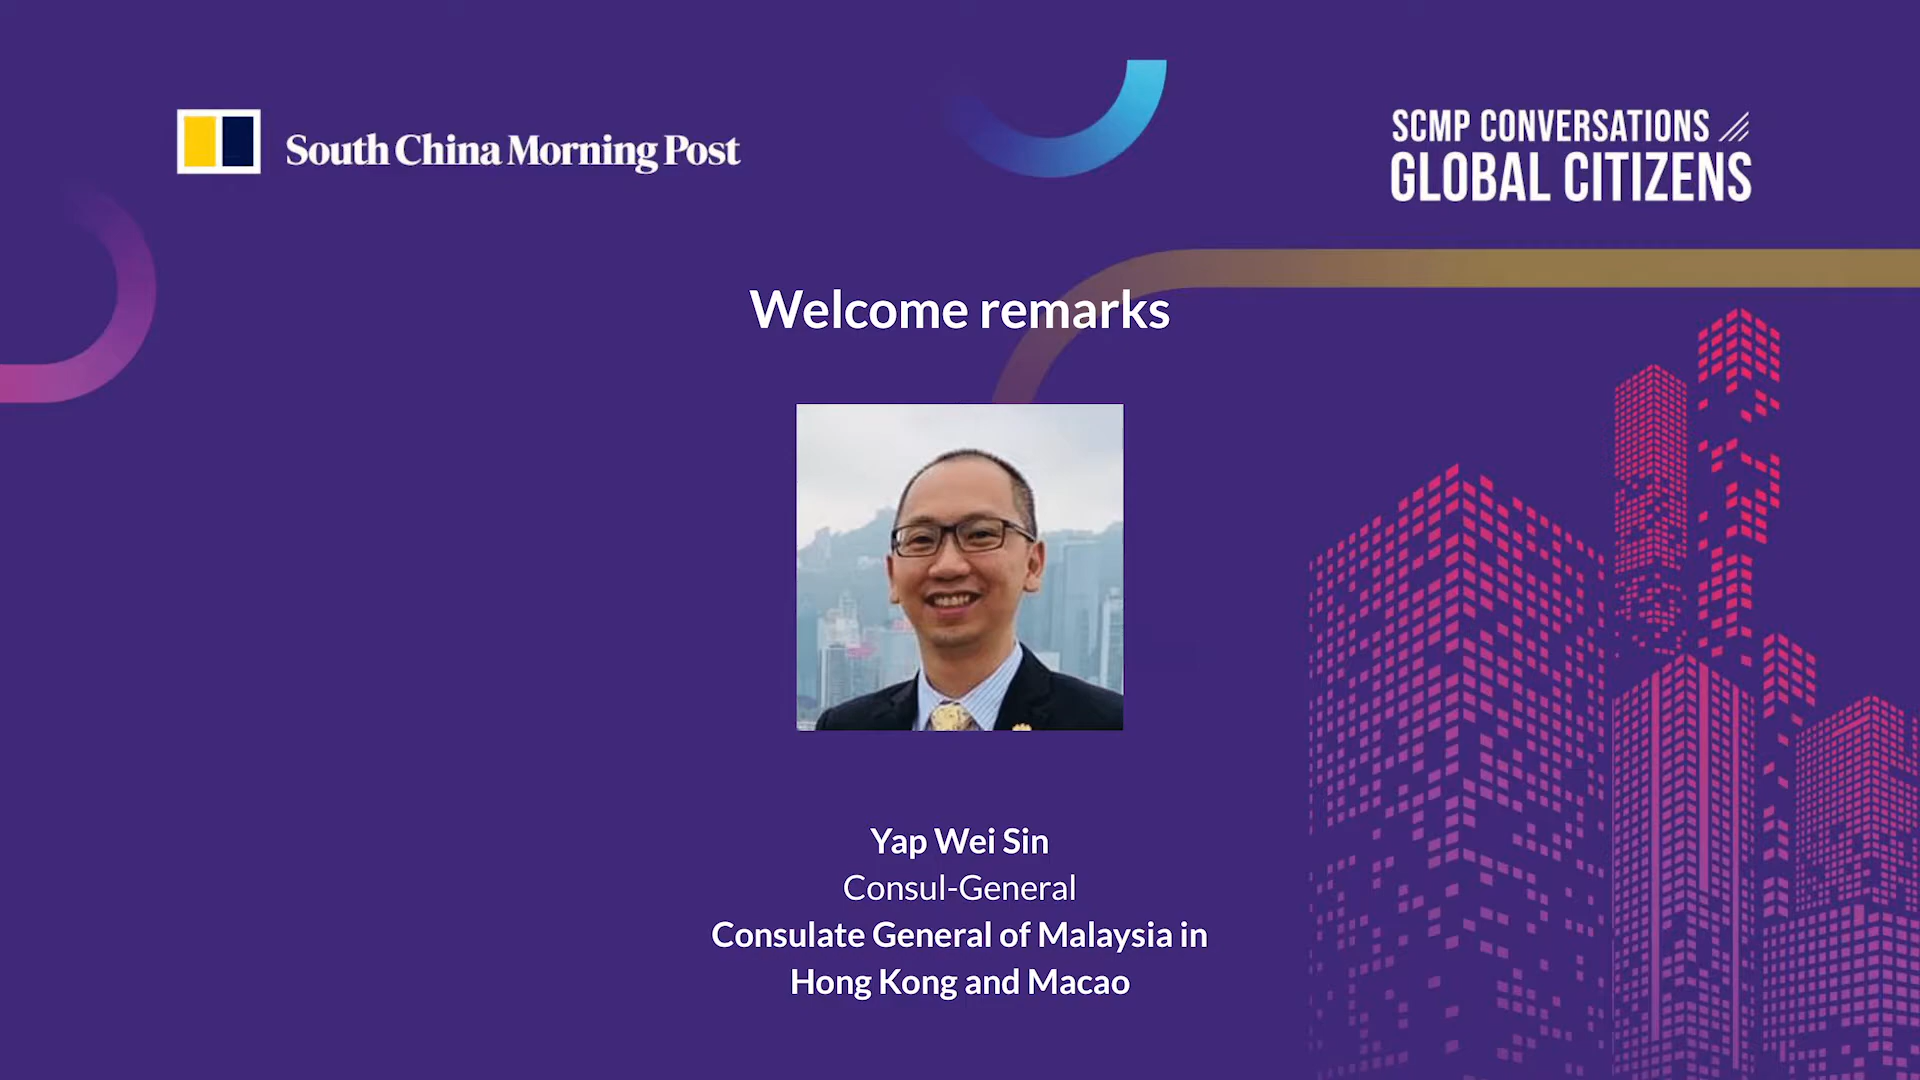 South China Morning Post
SCMP CONVERSATIONS
GLOBAL CITIZENS
Welcome remarks
Yap Wei Sin
Consul-General
Consulate General of Malaysia in
Hong Kong and Macao